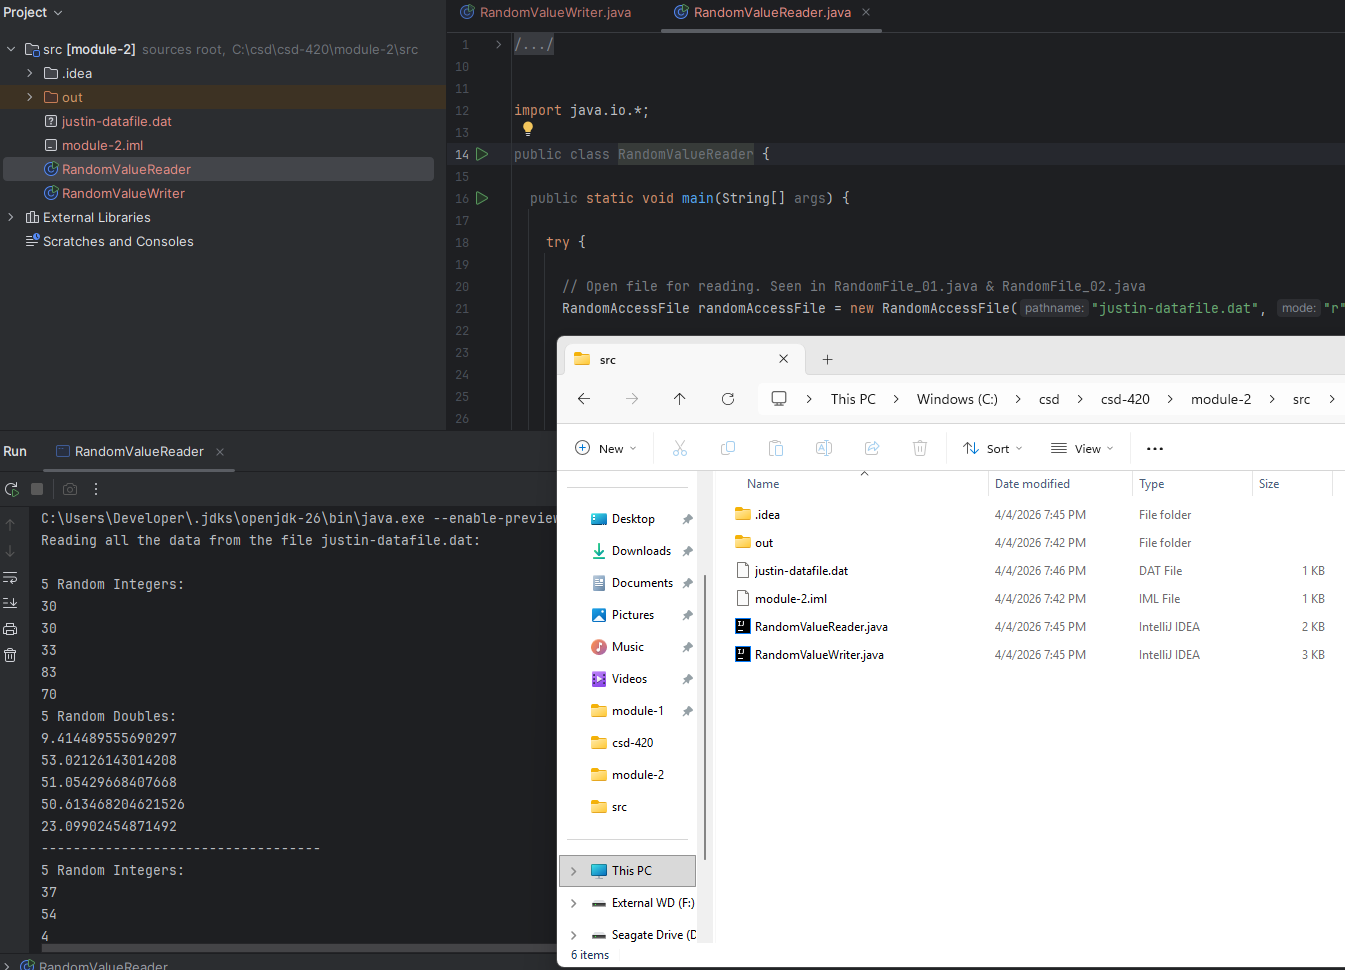 Project
src [module-2] sources root, C:\csd\csd-420\module-2\src
.idea
out
justin-datafile.dat
module-2.iml
RandomValueReader
RandomValueWriter
External Libraries
Scratches and Consoles
RandomValueWriter.java
RandomValueReader.java
1 /.../
10
11
12 import java.io.*;
13
14 public class RandomValueReader {
15
16 public static void main(String[] args) {
17
18 try {
19
20 // Open file for reading. Seen in RandomFile_01.java & RandomFile_02.java
21 RandomAccessFile randomAccessFile = new RandomAccessFile( pathname: "justin-datafile.dat", mode: "r"
22
23
24
25
26
Run RandomValueReader
C:\Users\Developer\.jdks\openjdk-26\bin\java.exe --enable-preview
Reading all the data from the file justin-datafile.dat:
5 Random Integers:
30
30
33
83
70
5 Random Doubles:
9.414489555690297
53.02126143014208
51.05429668407668
50.613468204621526
23.09902454871492
-----------------------------------
5 Random Integers:
37
54
4
RandomValueReader
src
This PC > Windows (C:) > csd > csd-420 > module-2 > src >
New Sort View
Name Date modified Type Size
.idea 4/4/2026 7:45 PM File folder
out 4/4/2026 7:42 PM File folder
justin-datafile.dat 4/4/2026 7:46 PM DAT File 1 KB
module-2.iml 4/4/2026 7:42 PM IML File 1 KB
RandomValueReader.java 4/4/2026 7:45 PM IntelliJ IDEA 2 KB
RandomValueWriter.java 4/4/2026 7:45 PM IntelliJ IDEA 3 KB
Desktop
Downloads
Documents
Pictures
Music
Videos
module-1
csd-420
module-2
src
This PC
External WD (F:)
Seagate Drive (D
6 items